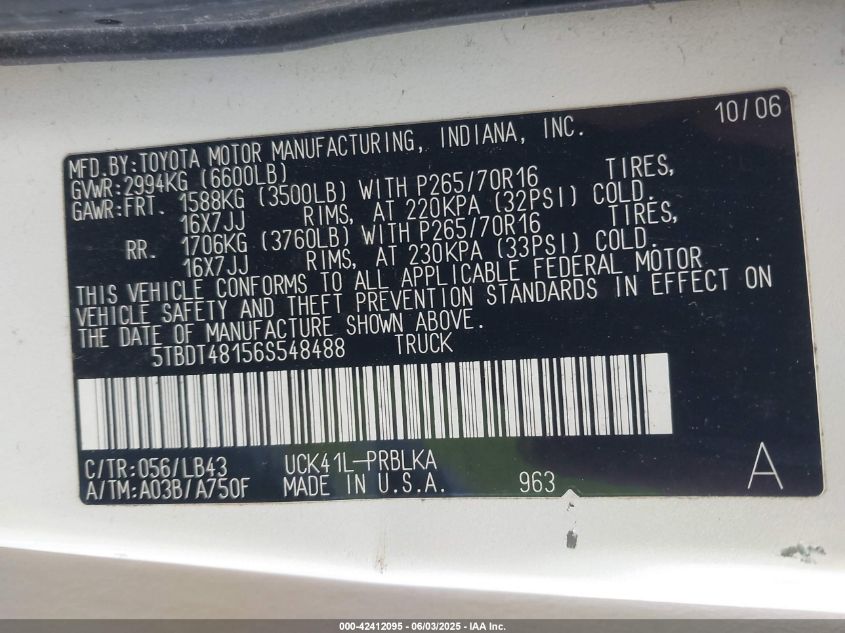 10/06
MFD.BY:TOYOTA MOTOR MANUFACTURING, INDIANA, INC.
GVWR:2994KG (6600LB)
GAWR:FRT. 1588KG (3500LB) WITH P265/70R16 TIRES,
16X7JJ RIMS, AT 220KPA (32PSI) COLD.
RR. 1706KG (3760LB) WITH P265/70R16 TIRES,
16X7JJ RIMS, AT 230KPA (33PSI) COLD.
THIS VEHICLE CONFORMS TO ALL APPLICABLE FEDERAL MOTOR
VEHICLE SAFETY AND THEFT PREVENTION STANDARDS IN EFFECT ON
THE DATE OF MANUFACTURE SHOWN ABOVE.
5TBDT48156S548488 TRUCK
C/TR:056/LB43 UCK41L-PRBLKA
A/TM:A03B/A750F MADE IN U.S.A. 963 A
000-42412095 - 06/03/2025 - IAA Inc.